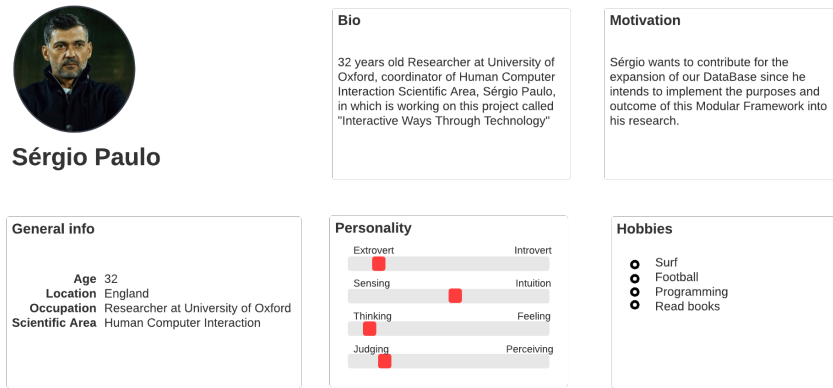 Sérgio Paulo
Bio
32 years old Researcher at University of
Oxford, coordinator of Human Computer
Interaction Scientific Area, Sérgio Paulo,
in which is working on this project called
"Interactive Ways Through Technology"
Motivation
Sérgio wants to contribute for the
expansion of our DataBase since he
intends to implement the purposes and
outcome of this Modular Framework into
his research.
General info
Age 32
Location England
Occupation Researcher at University of Oxford
Scientific Area Human Computer Interaction
Personality
Extrovert Introvert
Sensing Intuition
Thinking Feeling
Judging Perceiving
Hobbies
Surf
Football
Programming
Read books